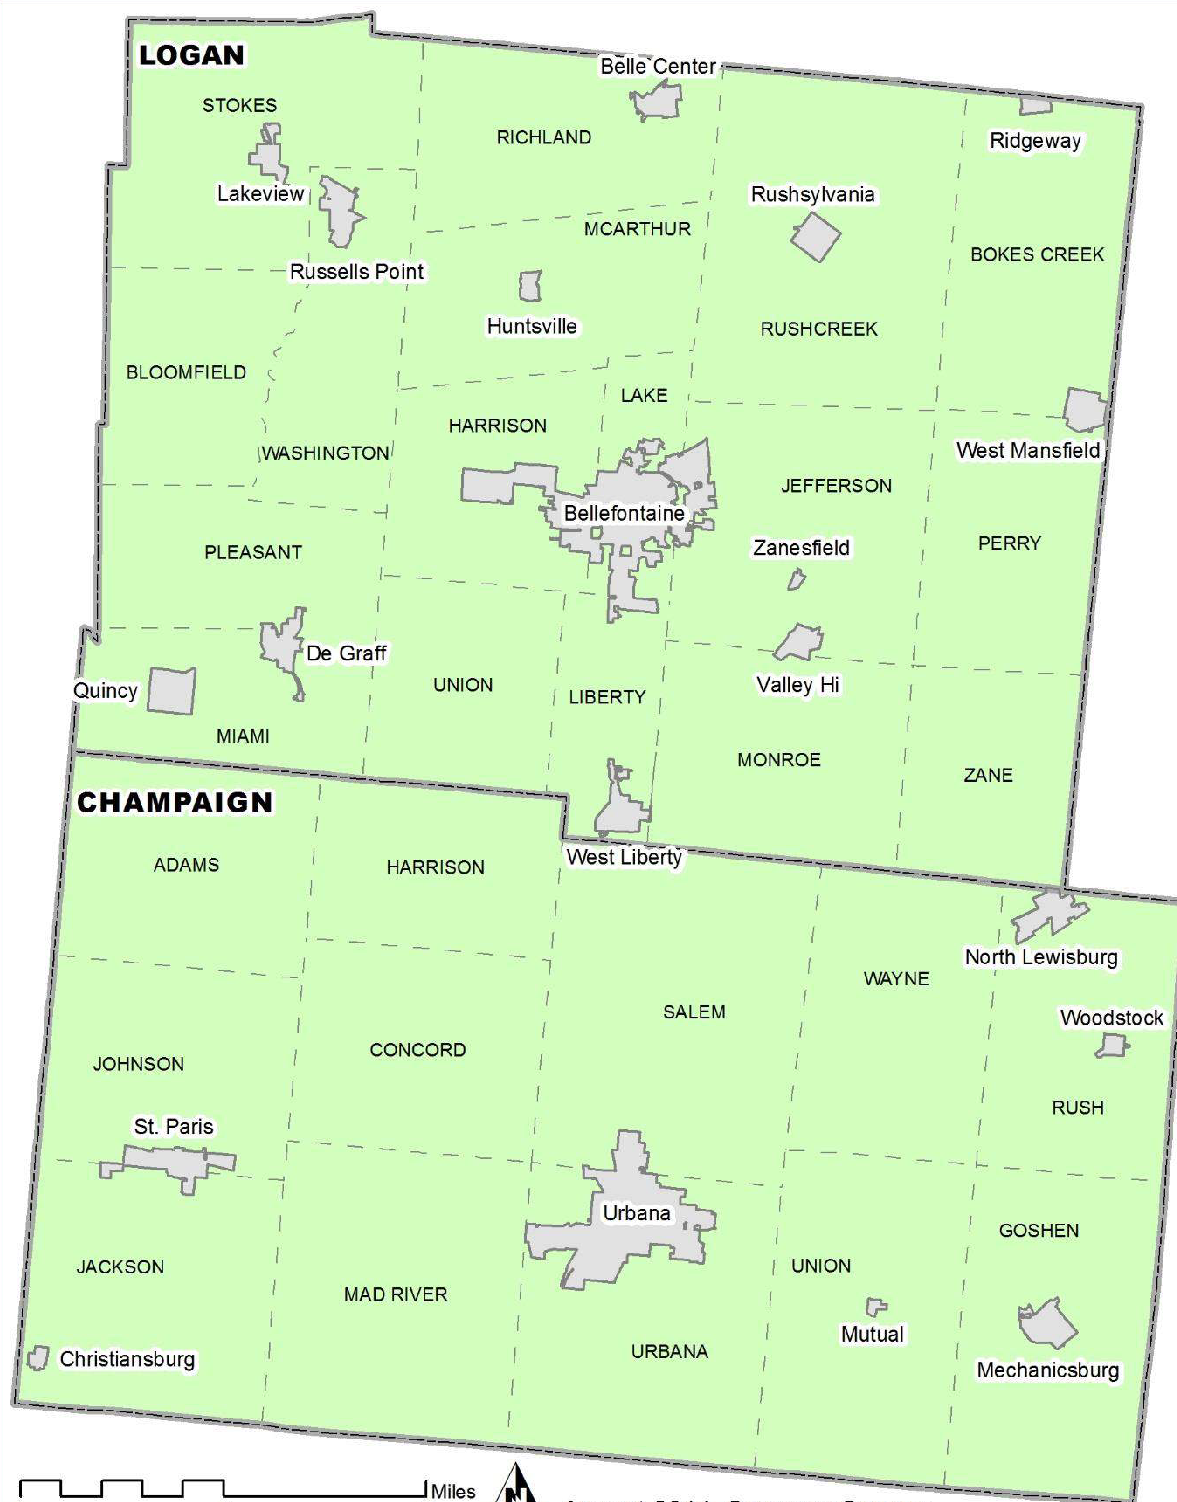 LOGAN
Belle Center
STOKES
RICHLAND
Ridgeway
Lakeview
Rushsylvania
MCARTHUR
BOKES CREEK
Russells Point
Huntsville
RUSHCREEK
BLOOMFIELD
LAKE
HARRISON
WASHINGTON
West Mansfield
JEFFERSON
Bellefontaine
PLEASANT
Zanesfield
PERRY
De Graff
Quincy
UNION
LIBERTY
Valley Hi
MIAMI
MONROE
ZANE
CHAMPAIGN
ADAMS
HARRISON
West Liberty
North Lewisburg
WAYNE
SALEM
Woodstock
CONCORD
JOHNSON
RUSH
St. Paris
Urbana
GOSHEN
JACKSON
UNION
MAD RIVER
Mutual
URBANA
Christiansburg
Mechanicsburg
Miles
N